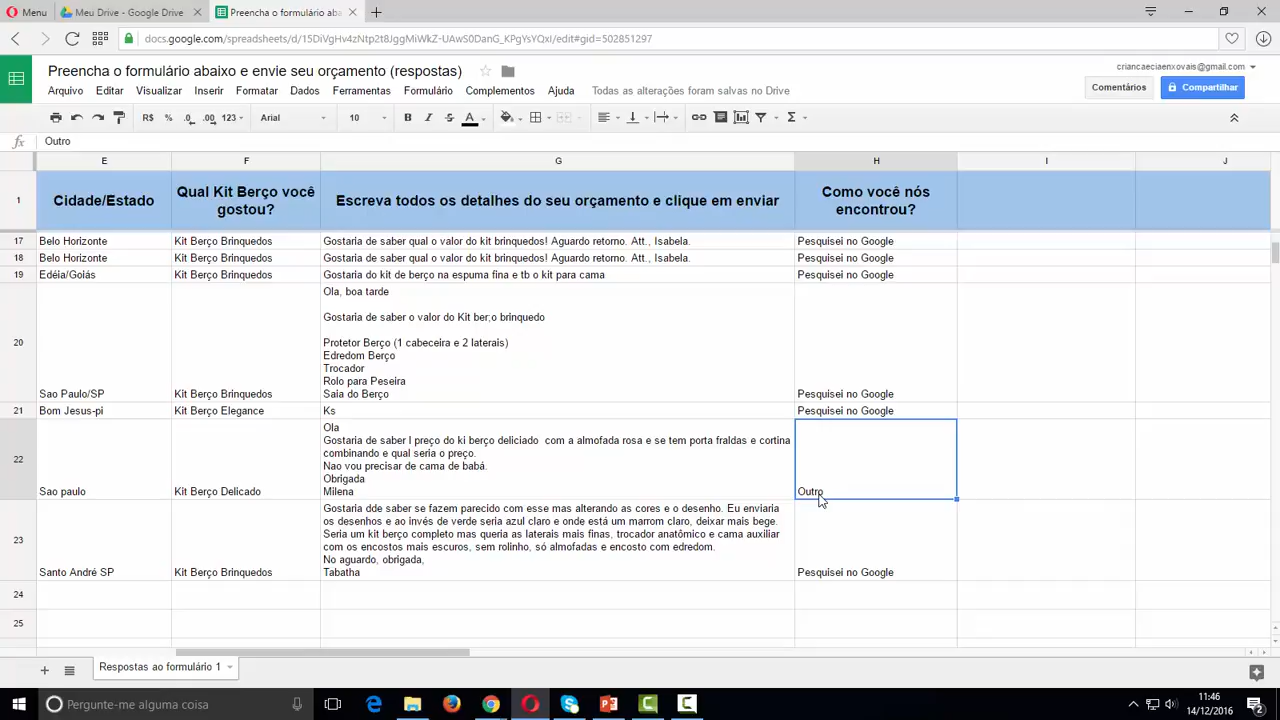 Menu
Meu Drive - Google Drive
Preencha o formulário aba
docs.google.com/spreadsheets/d/15DiVgHv4zNtp2t8JggMiWkZ-UAwS0DanG_KPgYsYQxI/edit#gid=502851297
Preencha o formulário abaixo e envie seu orçamento (respostas)
criancaeciaenxovais@gmail.com
Arquivo Editar Visualizar Inserir Formatar Dados Ferramentas Formulário Complementos Ajuda Todas as alterações foram salvas no Drive
Comentários
Compartilhar
R$ % .0 .00 123 Arial 10 B I S A Σ
fx Outro
E F G H I J
1 Cidade/Estado
Qual Kit Berço você
gostou?
Escreva todos os detalhes do seu orçamento e clique em enviar
Como você nós
encontrou?
17 Belo Horizonte Kit Berço Brinquedos Gostaria de saber qual o valor do kit brinquedos! Aguardo retorno. Att., Isabela. Pesquisei no Google
18 Belo Horizonte Kit Berço Brinquedos Gostaria de saber qual o valor do kit brinquedos! Aguardo retorno. Att., Isabela. Pesquisei no Google
19 Edéia/Golás Kit Berço Brinquedos Gostaria do kit de berço na espuma fina e tb o kit para cama Pesquisei no Google
Ola, boa tarde
Gostaria de saber o valor do Kit ber;o brinquedo
20
Protetor Berço (1 cabeceira e 2 laterais)
Edredom Berço
Trocador
Rolo para Peseira
Sao Paulo/SP Kit Berço Brinquedos Saia do Berço Pesquisei no Google
21 Bom Jesus-pi Kit Berço Elegance Ks Pesquisei no Google
Ola
Gostaria de saber l preço do ki berço deliciado com a almofada rosa e se tem porta fraldas e cortina
combinando e qual seria o preço.
22
Nao vou precisar de cama de babá.
Obrigada
Sao paulo Kit Berço Delicado Milena Outro
Gostaria dde saber se fazem parecido com esse mas alterando as cores e o desenho. Eu enviaria
os desenhos e ao invés de verde seria azul claro e onde está um marrom claro, deixar mais bege.
23 Seria um kit berço completo mas queria as laterais mais finas, trocador anatômico e cama auxiliar
com os encostos mais escuros, sem rolinho, só almofadas e encosto com edredom.
No aguardo, obrigada,
Santo André SP Kit Berço Brinquedos Tabatha Pesquisei no Google
24
25
Respostas ao formulário 1
Pergunte-me alguma coisa
11:46
14/12/2016